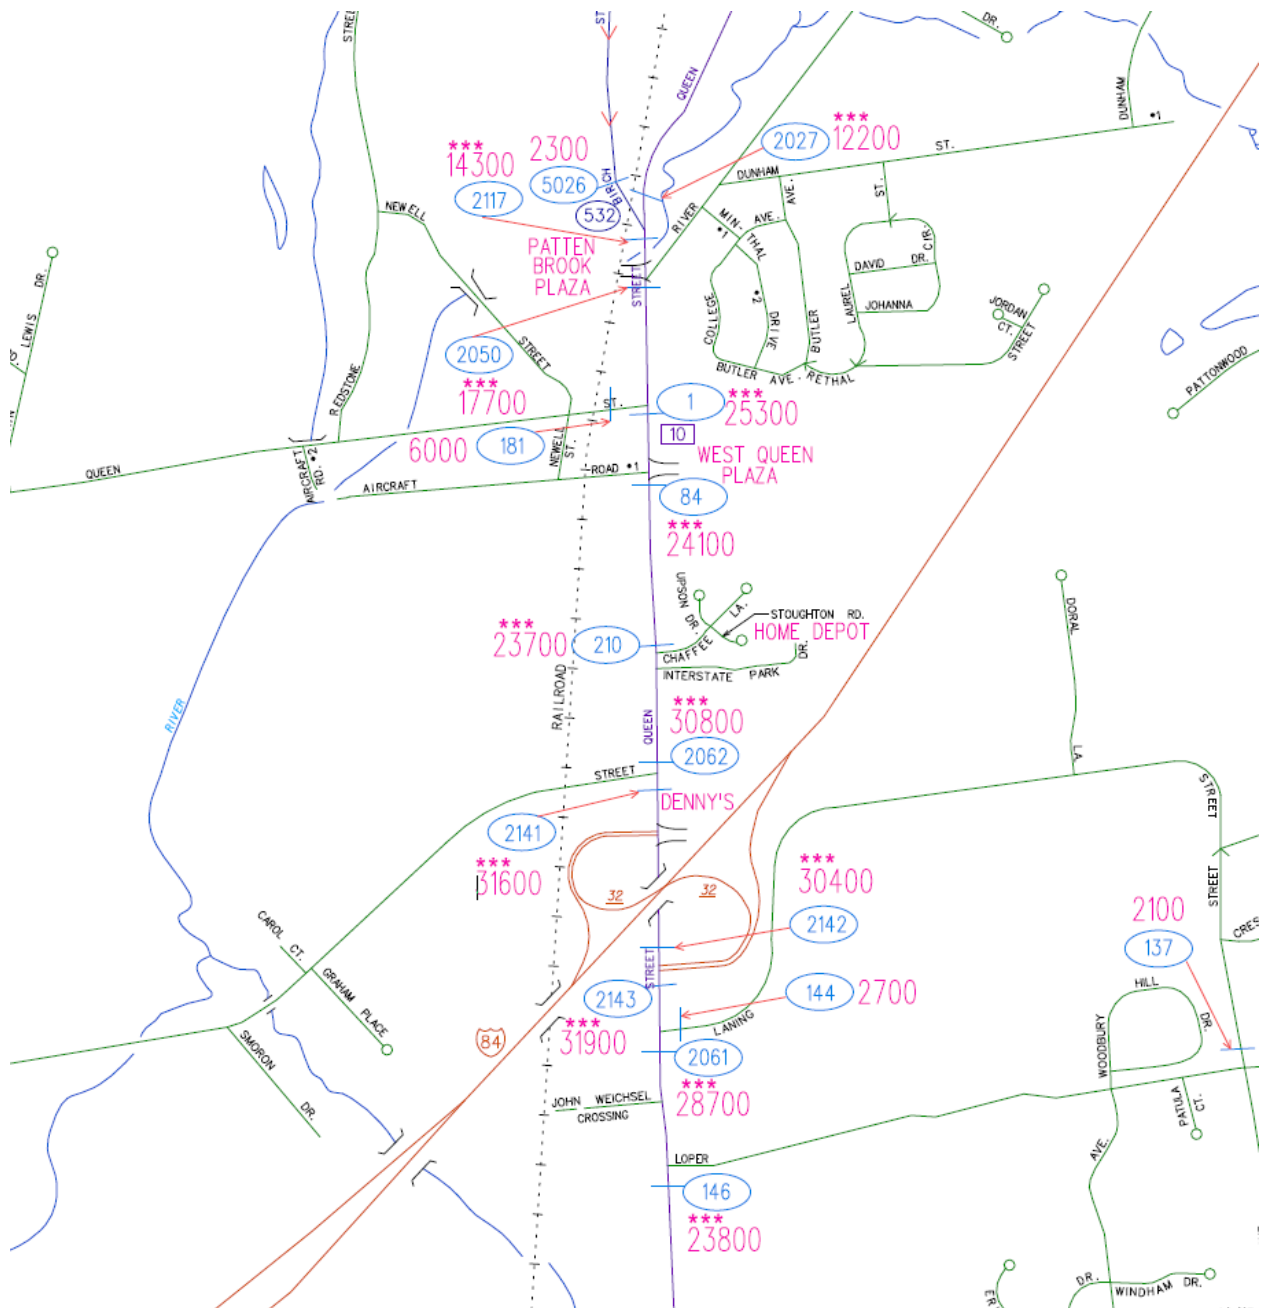 STREET
ST
QUEEN
DR.
DUNHAM
*1
***
12200
2027
ST.
***
14300
2300
5026
2117
BIRCH
532
DUNHAM
AVE.
ST.
NEWELL
RIVER
MIN-
THAL
AVE.
*1
PATTEN
BROOK
PLAZA
STREET
DAVID DR.
CIR.
LEWIS DR.
JOHANNA
LAUREL
JORDAN
CT.
STREET
COLLEGE
*2
DRIVE
BUTLER
BUTLER AVE.
RETHAL
PATTONWOOD
2050
STREET
REDSTONE
***
17700
ST.
1
***
25300
6000
181
10
WEST QUEEN
PLAZA
NEWELL
ST.
QUEEN
AIRCRAFT
RD. *2
AIRCRAFT
ROAD *1
84
***
24100
UPSON
DR.
LA.
STOUGHTON RD.
HOME DEPOT
***
23700
210
CHAFFEE
DR.
INTERSTATE PARK
DORAL
LA.
RAILROAD
RIVER
QUEEN
***
30800
2062
STREET
DENNY'S
2141
***
31600
STREET
32
32
***
30400
2142
STREET
2100
137
CRES
CAROL
CT.
GRAHAM PLACE
STREET
2143
144
2700
LANING
HILL
DR.
WOODBURY
***
31900
84
2061
SMORON
DR.
***
28700
JOHN WEICHSEL
CROSSING
PATULA
CT.
AVE.
LOPER
146
***
23800
DR.
WINDHAM DR.
ER